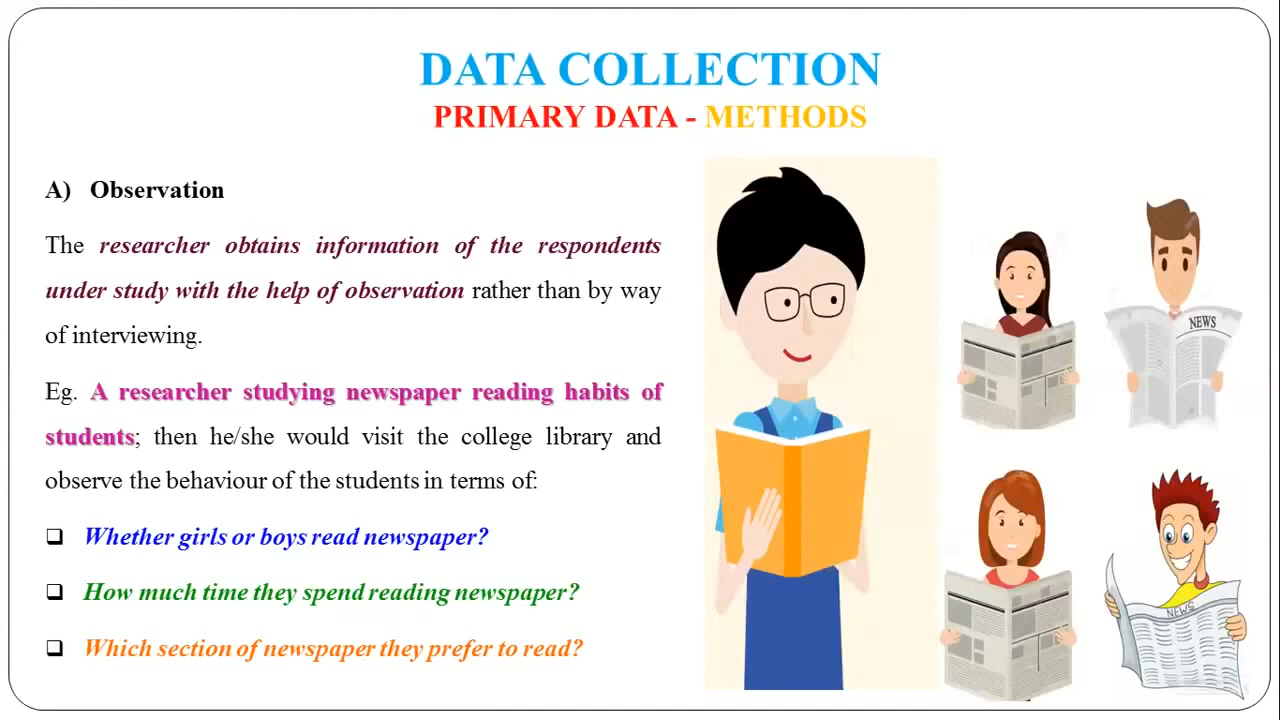 DATA COLLECTION
PRIMARY DATA - METHODS
A) Observation
The researcher obtains information of the respondents
under study with the help of observation rather than by way
of interviewing.
Eg. A researcher studying newspaper reading habits of
students; then he/she would visit the college library and
observe the behaviour of the students in terms of:
❑ Whether girls or boys read newspaper?
❑ How much time they spend reading newspaper?
❑ Which section of newspaper they prefer to read?
NEWS
NEWS